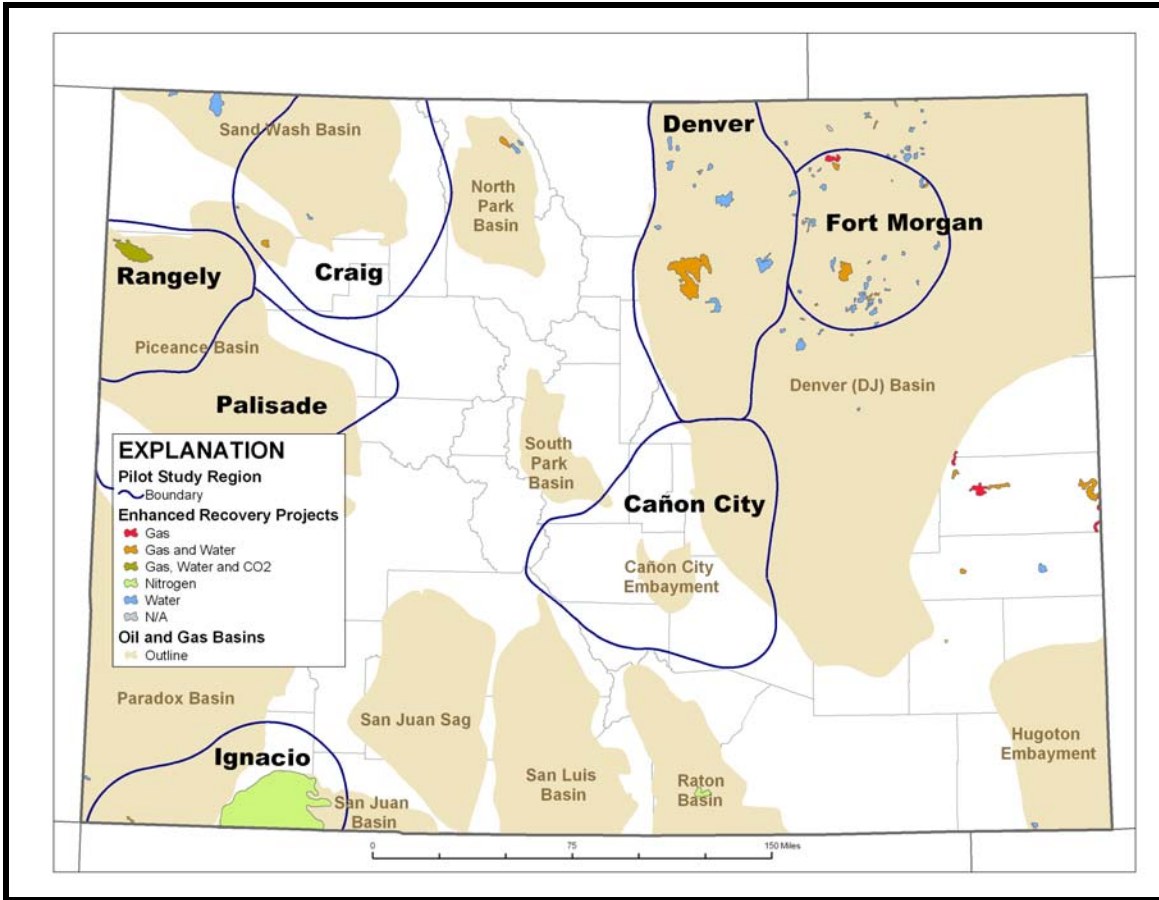 Denver
Sand Wash Basin
North
Park
Basin
Fort Morgan
Rangely
Craig
Piceance Basin
Denver (DJ) Basin
Palisade
EXPLANATION
Pilot Study Region
Boundary
Enhanced Recovery Projects
Gas
Gas and Water
Gas, Water and CO2
Nitrogen
Water
N/A
Oil and Gas Basins
Outline
South
Park
Basin
Cañon City
Cañon City
Embayment
Paradox Basin
San Juan Sag
Ignacio
Hugoton
Embayment
San Luis
Basin
Raton
Basin
San Juan
Basin
0 75 150 Miles